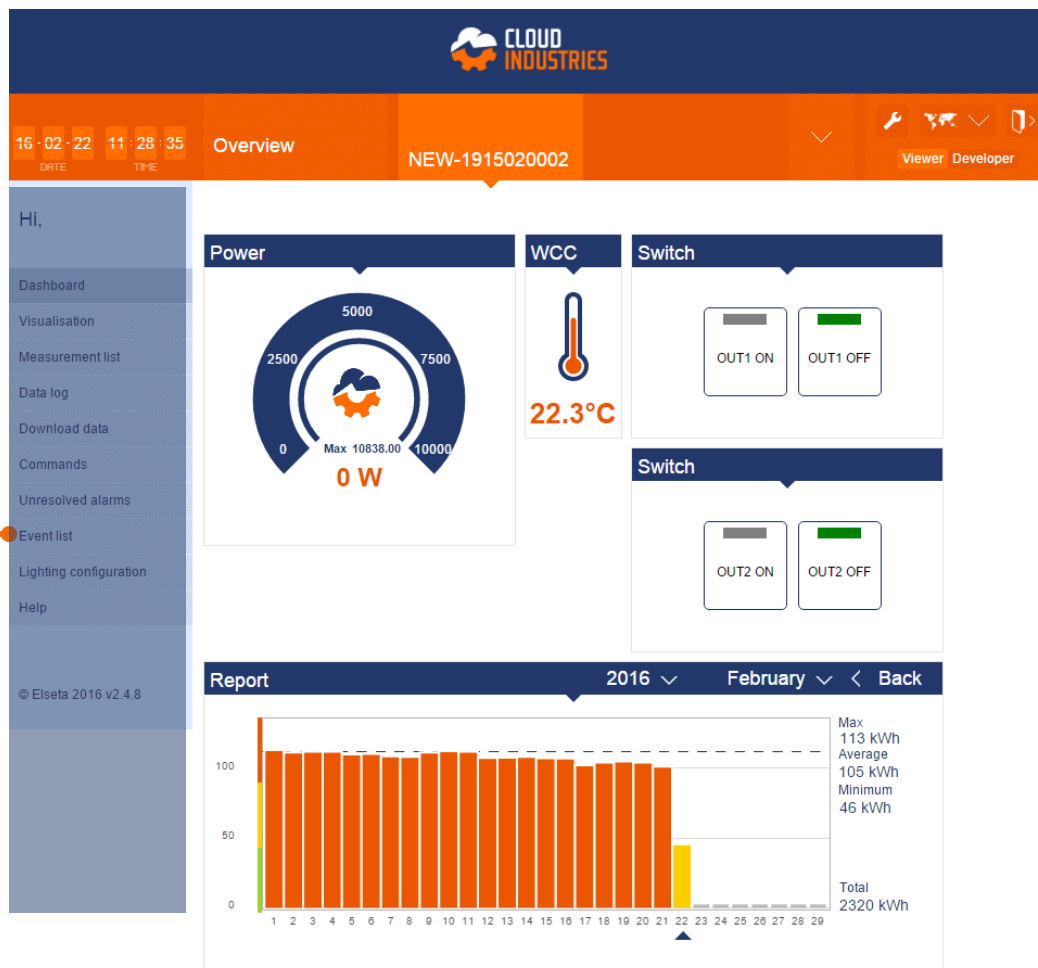 CLOUD
INDUSTRIES
16 - 02 - 22 11 : 28 : 35
DATE TIME
Overview
NEW-1915020002
Viewer Developer
Hi,
Dashboard
Visualisation
Measurement list
Data log
Download data
Commands
Unresolved alarms
Event list
Lighting configuration
Help
© Elseta 2016 v2.4.8
Power
0
2500
5000
7500
10000
Max 10838.00
0 W
WCC
22.3°C
Switch
OUT1 ON OUT1 OFF
Switch
OUT2 ON OUT2 OFF
Report 2016 February Back
100
50
0
1 2 3 4 5 6 7 8 9 10 11 12 13 14 15 16 17 18 19 20 21 22 23 24 25 26 27 28 29
Max
113 kWh
Average
105 kWh
Minimum
46 kWh
Total
2320 kWh